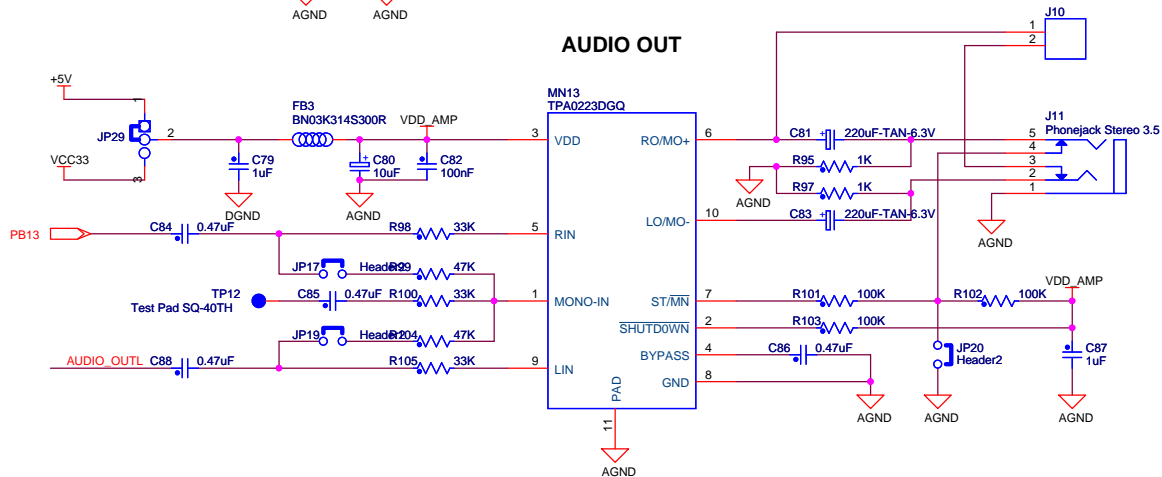 AGND
AGND
AUDIO OUT
J10
1
2
+5V
1
JP29
2
VCC33
3
FB3
BN03K314S300R
VDD_AMP
C79
1uF
DGND
C80
10uF
AGND
C82
100nF
MN13
TPA0223DGQ
3
VDD
RO/MO+
6
C81
220uF-TAN-6.3V
R95
1K
R97
1K
AGND
LO/MO-
10
C83
220uF-TAN-6.3V
J11
Phonejack Stereo 3.5
5
4
3
2
1
AGND
PB13
C84
0.47uF
R98
33K
5
RIN
JP17
Header2
R99
47K
TP12
Test Pad SQ-40TH
C85
0.47uF
R100
33K
1
MONO-IN
JP19
Header2
R104
47K
AUDIO_OUTL
C88
0.47uF
R105
33K
9
LIN
ST/MN
7
R101
100K
R102
100K
VDD_AMP
SHUTD0WN
2
R103
100K
BYPASS
4
C86
0.47uF
GND
8
AGND
JP20
Header2
AGND
C87
1uF
AGND
PAD
11
AGND